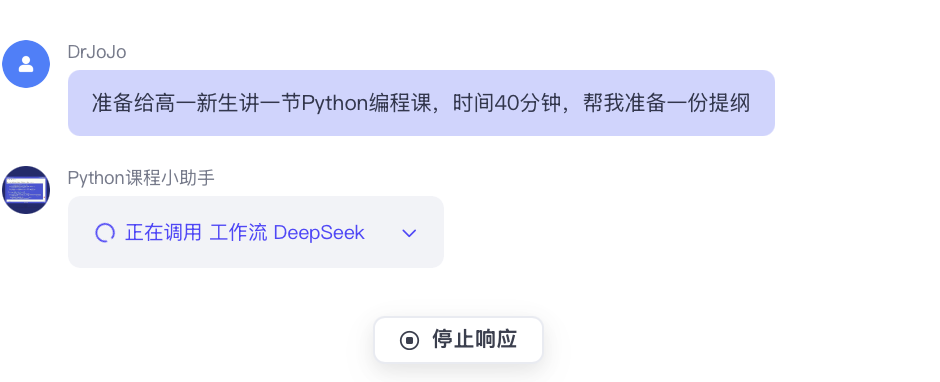 DrJoJo
准备给高一新生讲一节Python编程课，时间40分钟，帮我准备一份提纲
Python课程小助手
正在调用 工作流 DeepSeek
停止响应